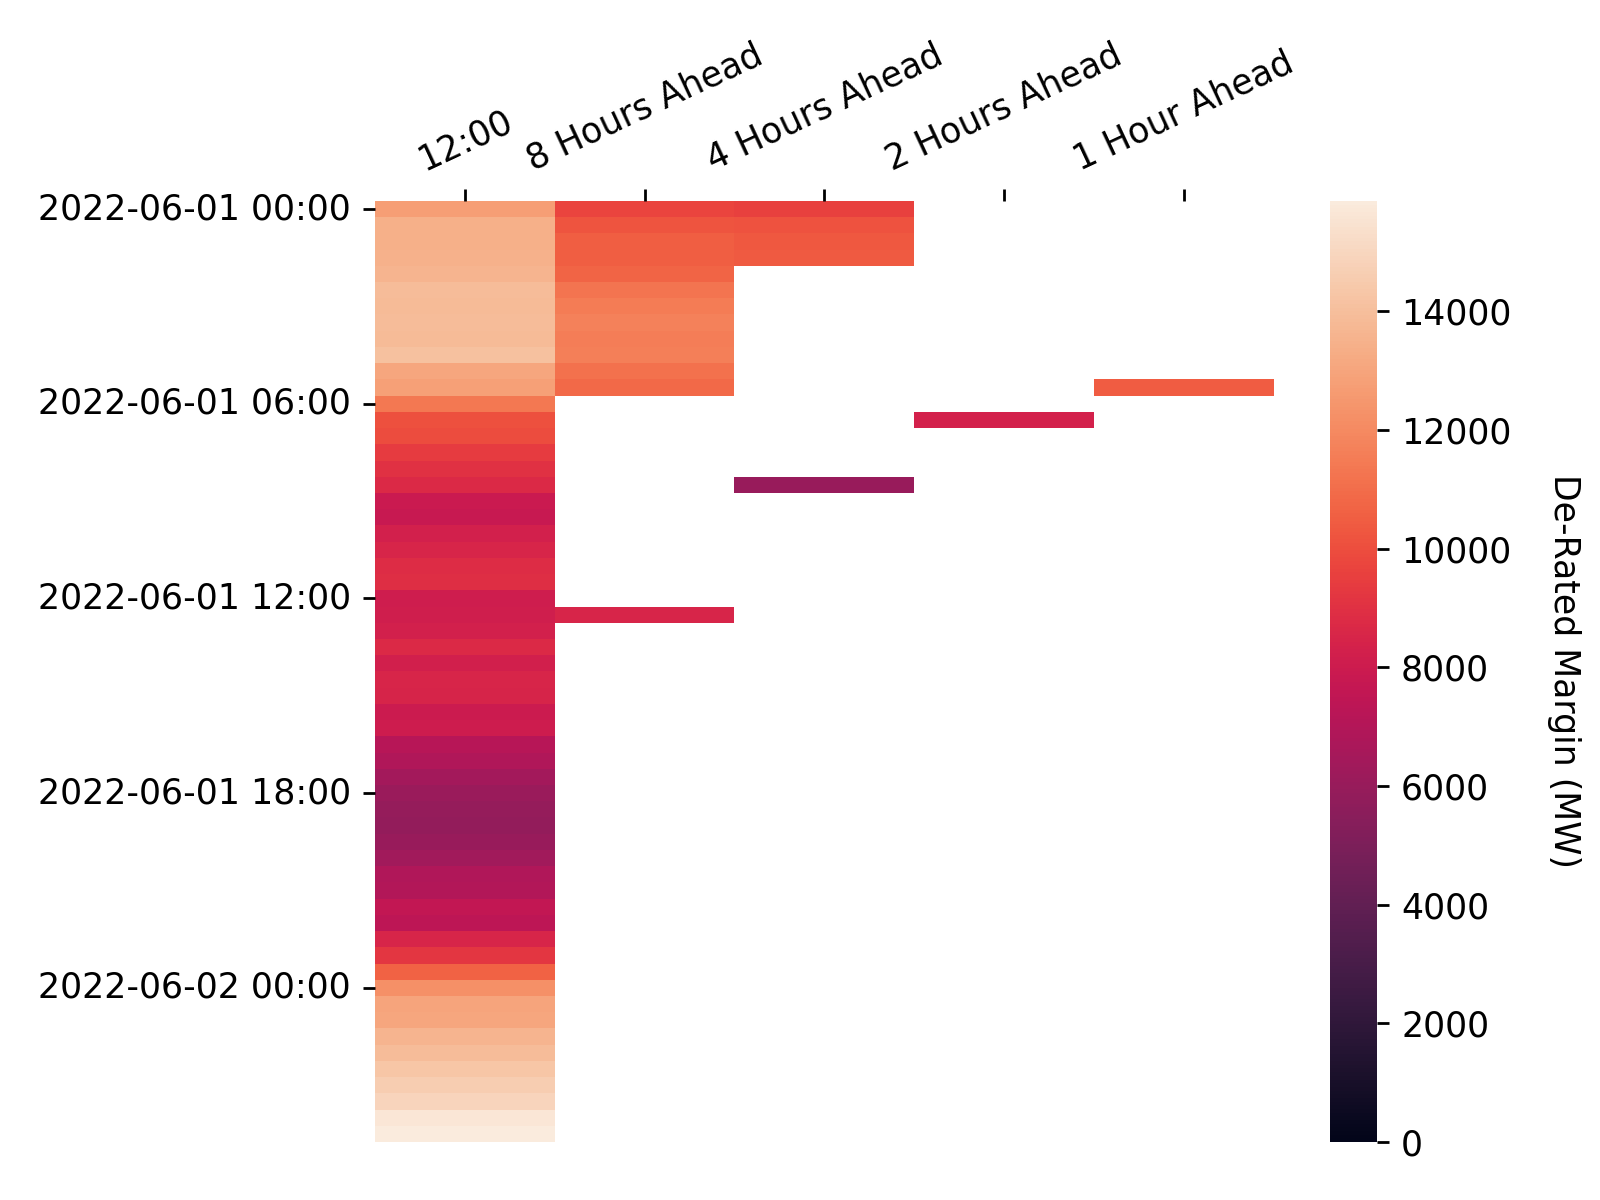 12:00
8 Hours Ahead
4 Hours Ahead
2 Hours Ahead
1 Hour Ahead
2022-06-01 00:00
2022-06-01 06:00
2022-06-01 12:00
2022-06-01 18:00
2022-06-02 00:00
14000
12000
10000
8000
6000
4000
2000
0
De-Rated Margin (MW)